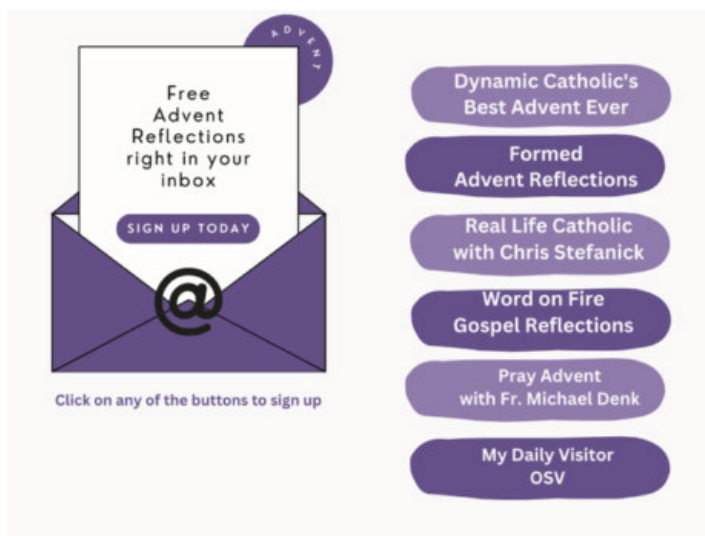 ADVENT
Free
Advent
Reflections
right in your
inbox
SIGN UP TODAY
@
Click on any of the buttons to sign up
Dynamic Catholic's
Best Advent Ever
Formed
Advent Reflections
Real Life Catholic
with Chris Stefanick
Word on Fire
Gospel Reflections
Pray Advent
with Fr. Michael Denk
My Daily Visitor
OSV